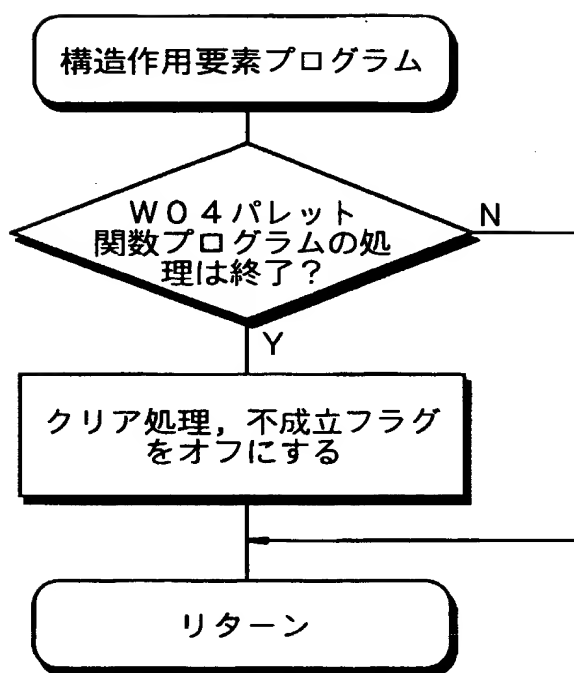 構造作用要素プログラム
Ｗ０４パレット
関数プログラムの処
理は終了？
N
Y
クリア処理，不成立フラグ
をオフにする
リターン